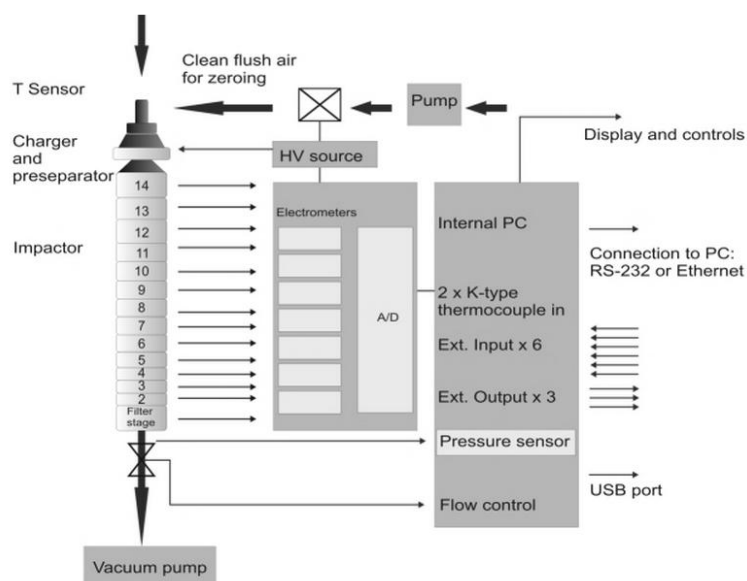 Clean flush air
for zeroing
T Sensor
Pump
Display and controls
Charger
and
preseparator
HV source
14
13
12
11
10
9
8
7
6
5
4
3
2
Filter
stage
Impactor
Electrometers
A/D
Internal PC
Connection to PC:
RS-232 or Ethernet
2 x K-type
thermocouple in
Ext. Input x 6
Ext. Output x 3
Pressure sensor
USB port
Flow control
Vacuum pump